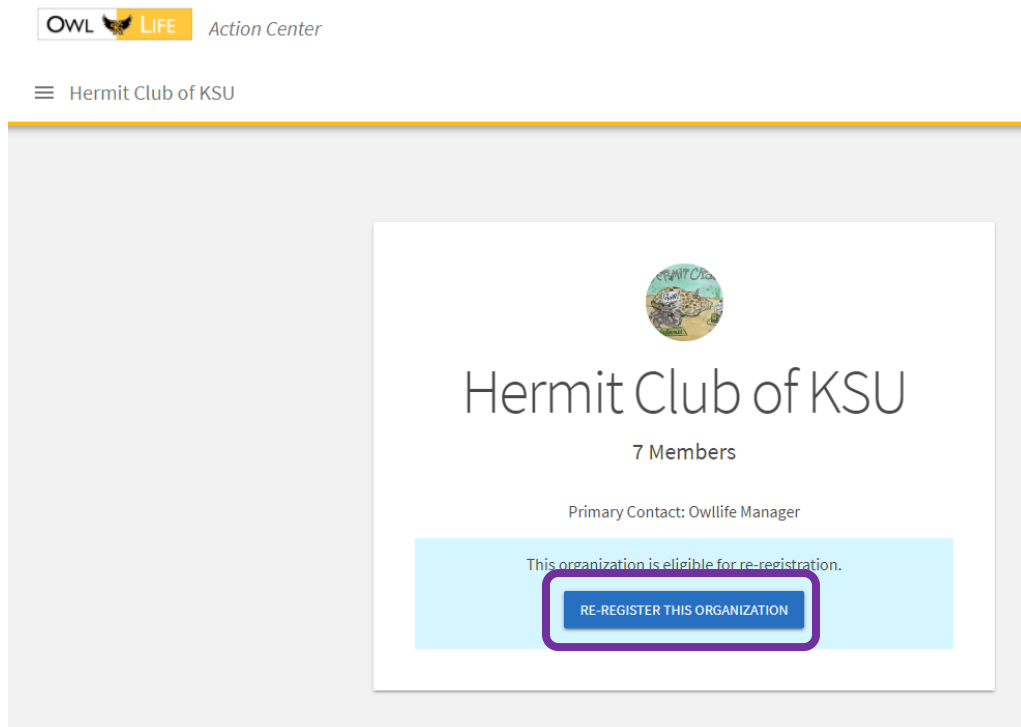 OWL LIFE Action Center
Hermit Club of KSU
Hermit Club of KSU
7 Members
Primary Contact: Owllife Manager
This organization is eligible for re-registration.
RE-REGISTER THIS ORGANIZATION